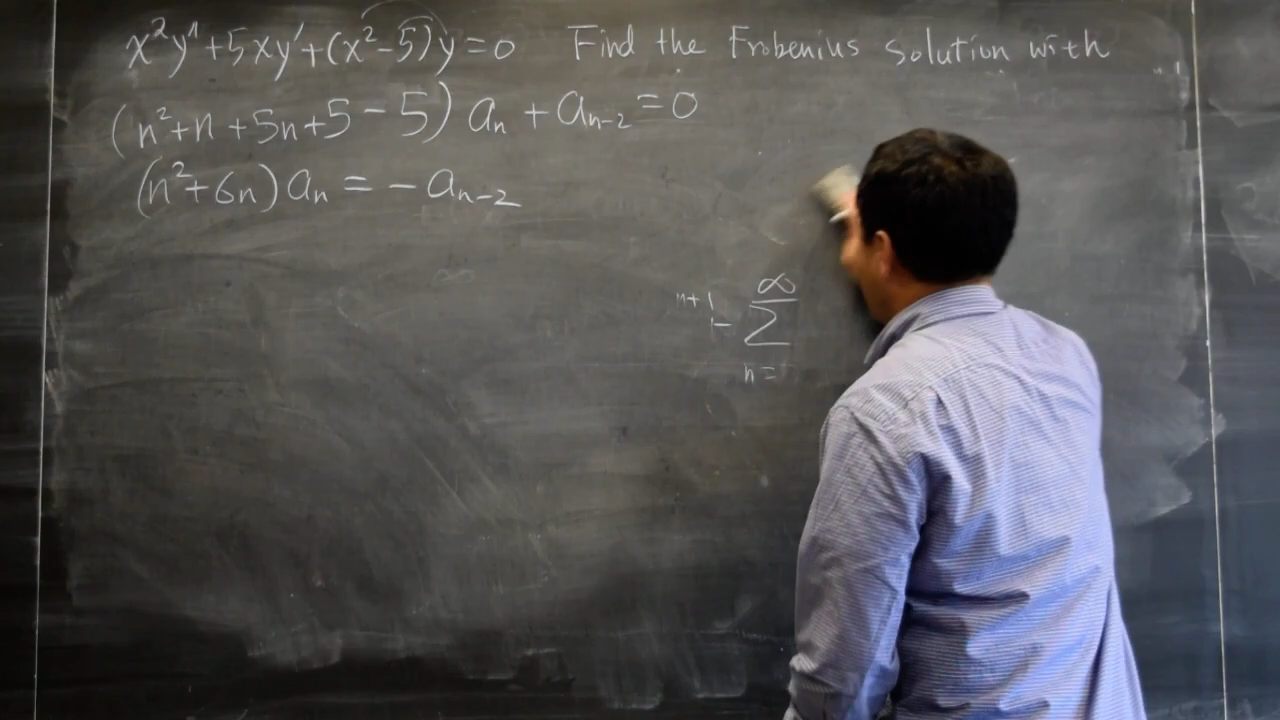 x²y"+5xy'+(x²-5)y=0 Find the Frobenius solution with
(n²+n+5n+5-5)aₙ+aₙ₋₂=0
(n²+6n)aₙ=-aₙ₋₂
∞
n+1 - Σ
n=